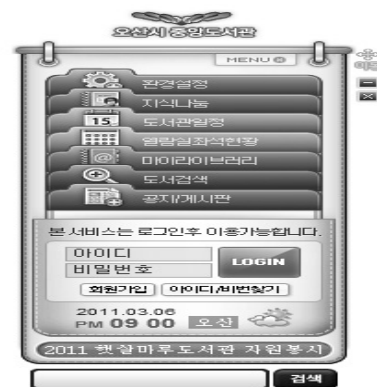 오산시중앙도서관
MENU
환경설정
지식나눔
15 도서관일정
열람실좌석현황
@ 마이라이브러리
도서검색
공지/게시판
본 서비스는 로그인후 이용가능합니다.
아이디
비밀번호
LOGIN
회원가입 아이디/비번찾기
2011.03.06
PM 09 00 오산
2011 햇살마루도서관 자원봉사
검색